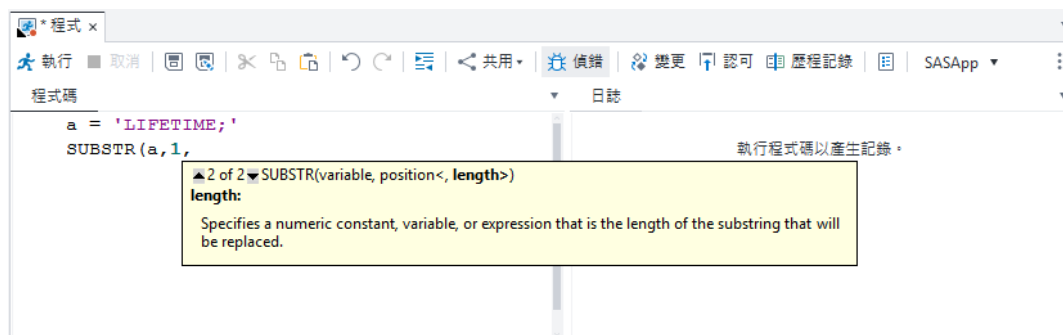 * 程式 ×
執行 取消 共用 偵錯 變更 認可 歷程記錄 SASApp
程式碼 日誌
a = 'LIFETIME;'
SUBSTR(a,1,
執行程式碼以產生記錄。
2 of 2 SUBSTR(variable, position<, length>)
length:
Specifies a numeric constant, variable, or expression that is the length of the substring that will
be replaced.